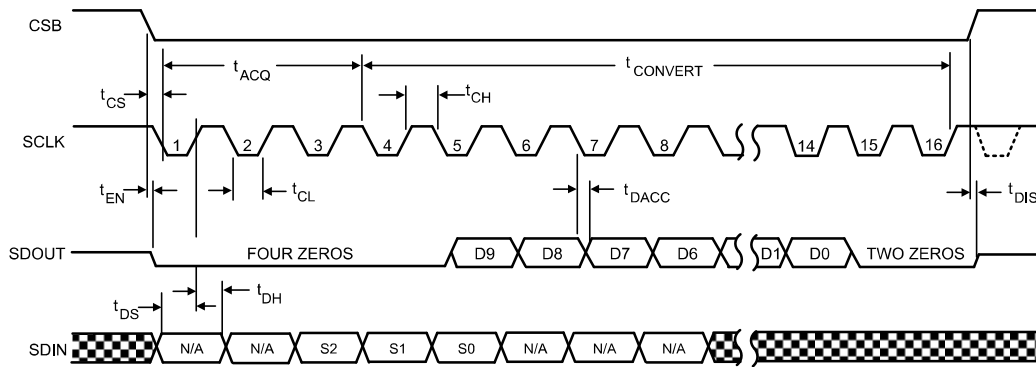 CSB
tACQ
tCONVERT
tCS
tCH
SCLK 1 2 3 4 5 6 7 8 14 15 16
tEN
tCL
tDACC
tDIS
SDOUT FOUR ZEROS D9 D8 D7 D6 D1 D0 TWO ZEROS
tDS
tDH
SDIN N/A N/A S2 S1 S0 N/A N/A N/A